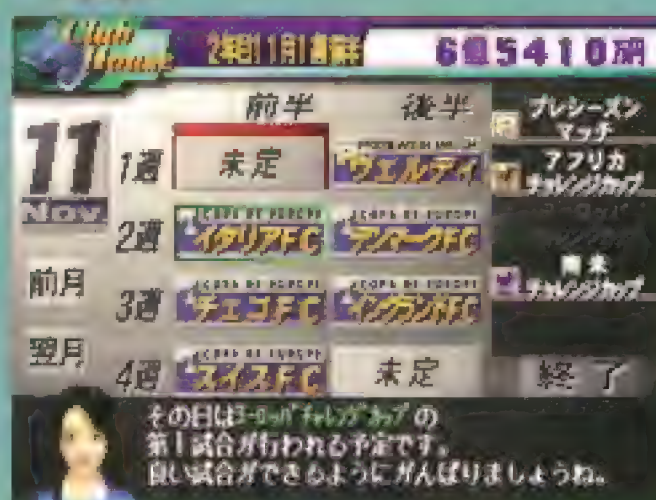 Club House 2年目11月1週前半 6億5410万円
前半 後半
11 Nov.
1週 未定 ヴェルディ
2週 イタリアFC デンマークFC
3週 チェコFC イングランドFC
4週 スイスFC 未定
前月
翌月
プレシーズンマッチ
アフリカチャレンジカップ
南米チャレンジカップ
終了
その日はヨーロッパチャレンジカップの
第1試合が行われる予定です。
良い試合ができるようにがんばりましょうね。